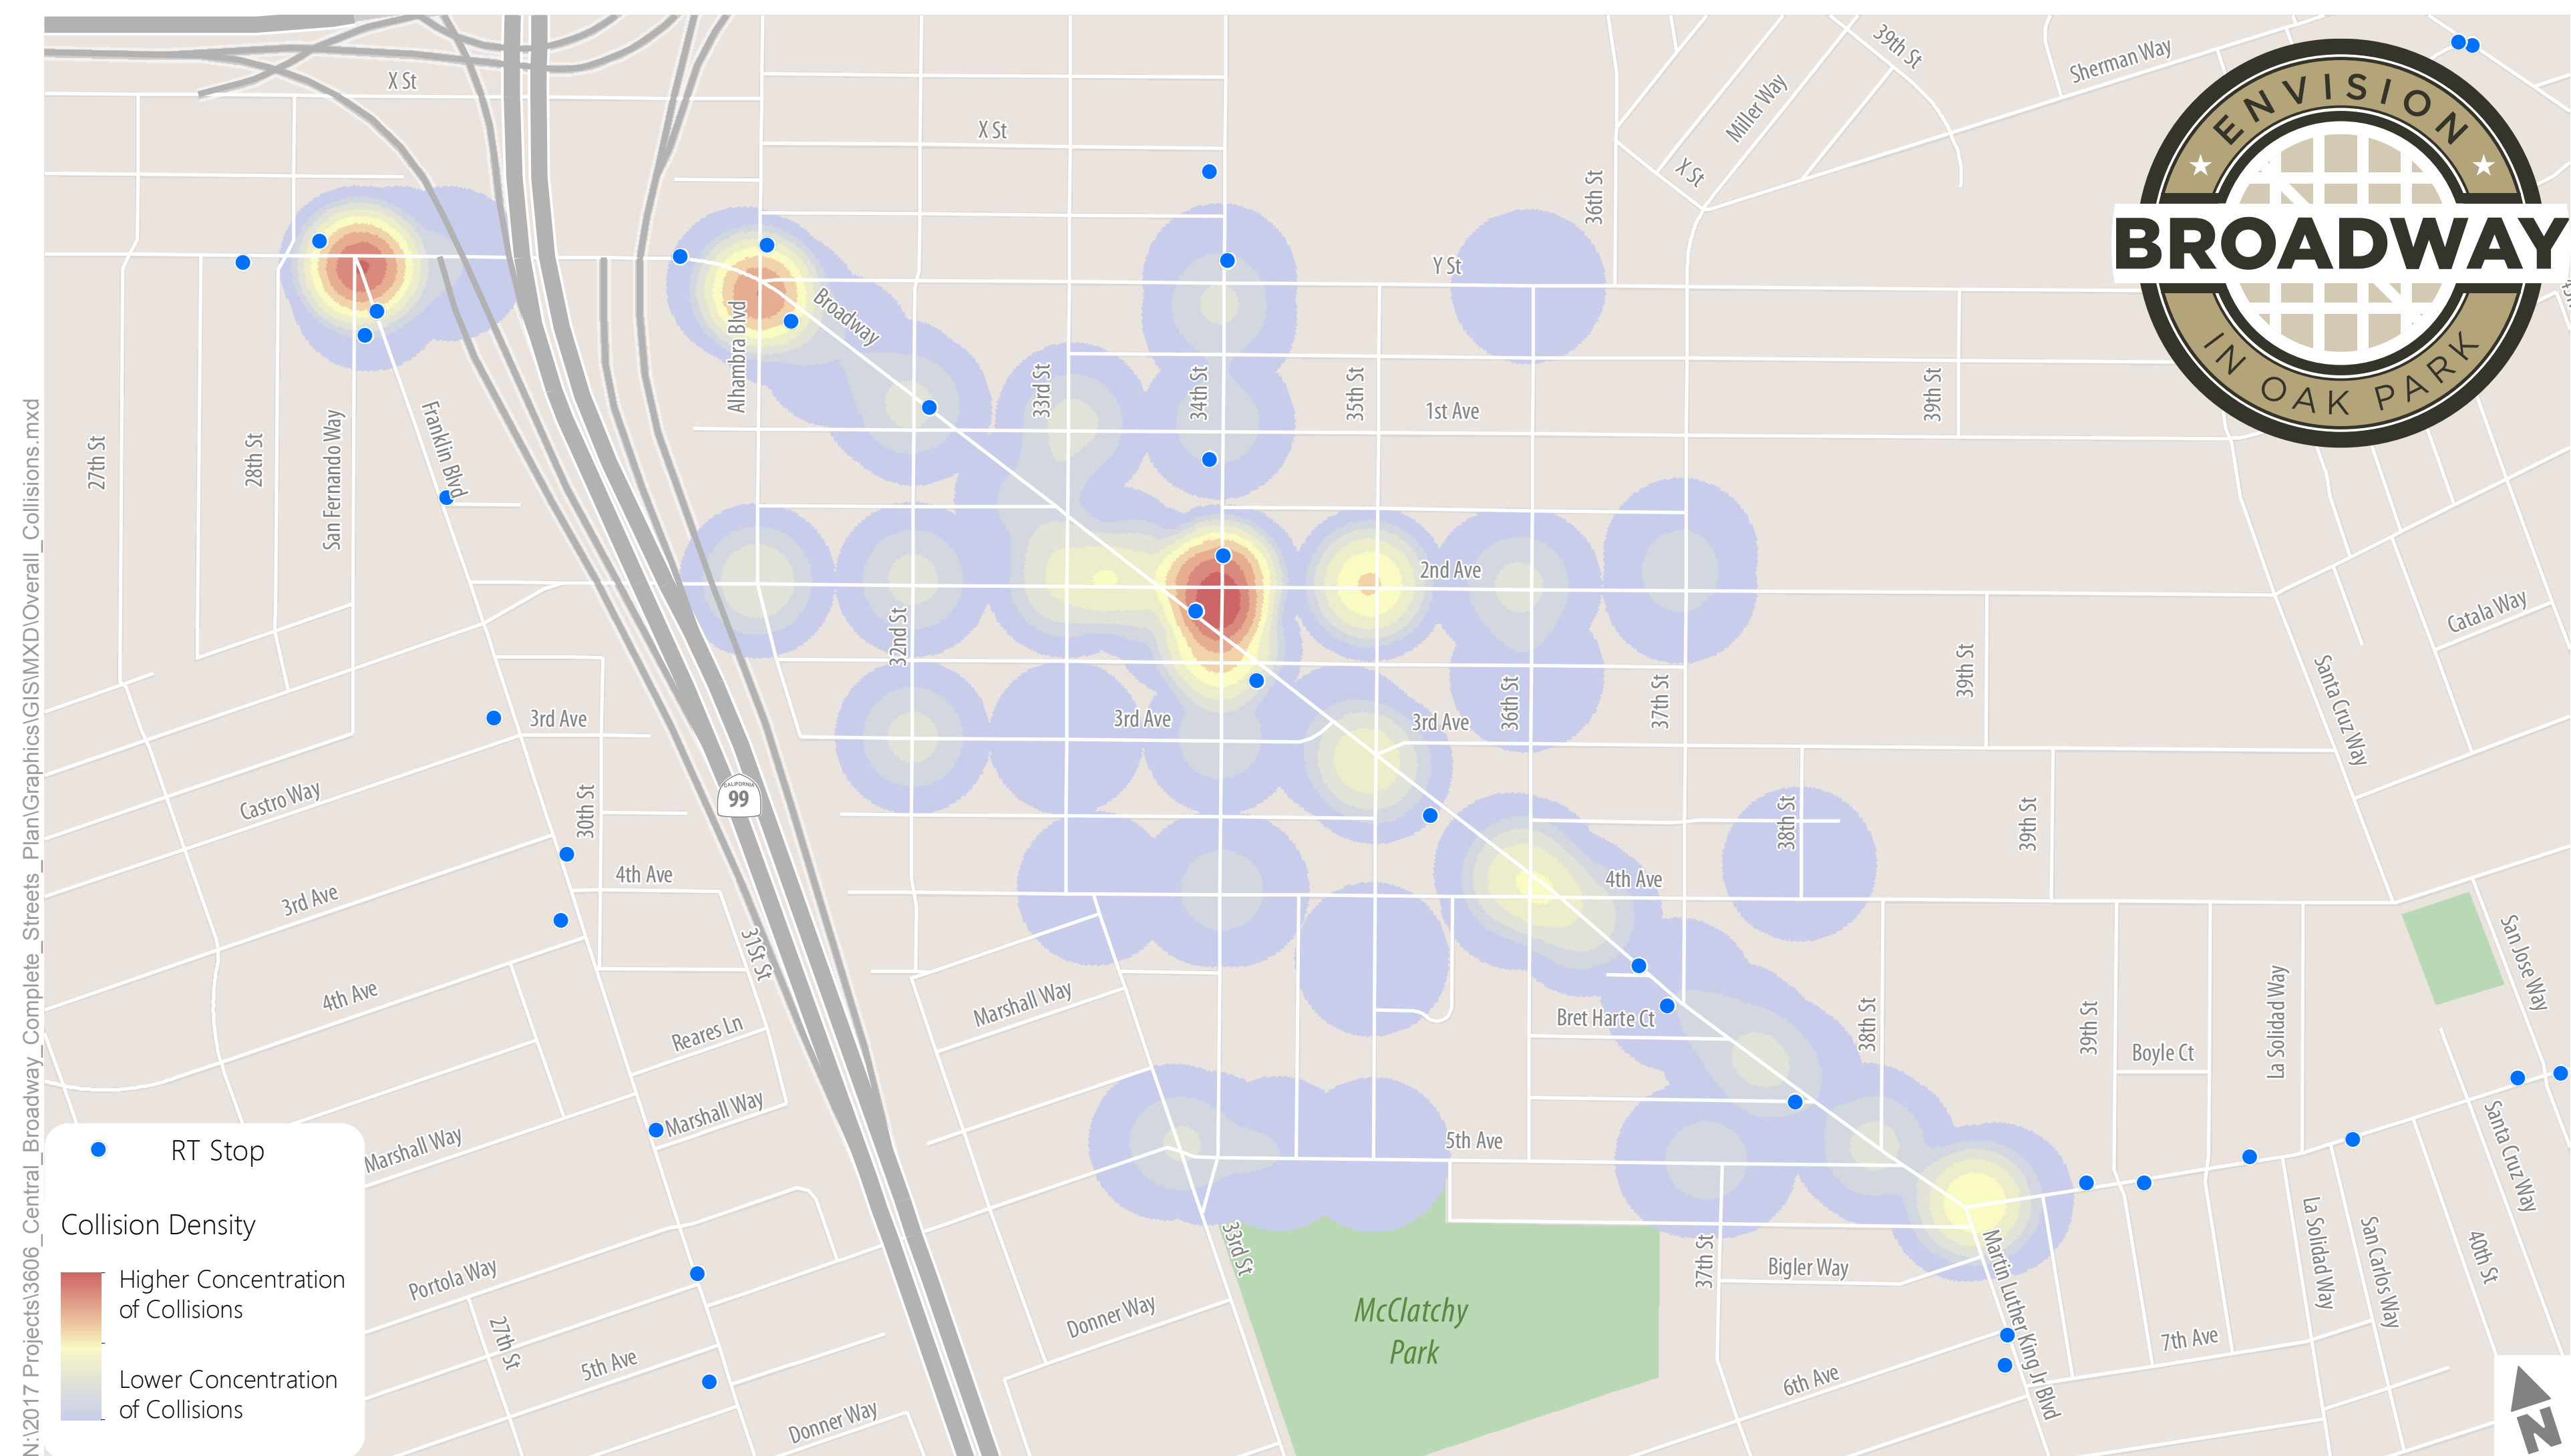 39th St
Sherman Way
X St
X St
Miller Way
X St
36th St
ENVISION
BROADWAY
IN OAK PARK
Y St
Broadway
Alhambra Blvd
33rd St
34th St
35th St
1st Ave
39th St
27th St
28th St
San Fernando Way
Franklin Blvd
2nd Ave
32nd St
Catala Way
39th St
Santa Cruz Way
36th St
37th St
3rd Ave
3rd Ave
3rd Ave
CALIFORNIA
99
Castro Way
30th St
38th St
39th St
4th Ave
4th Ave
3rd Ave
31St St
San Jose Way
4th Ave
Marshall Way
Bret Harte Ct
38th St
39th St
La Solidad Way
Reares Ln
Boyle Ct
Marshall Way
Marshall Way
5th Ave
Santa Cruz Way
33rd St
37th St
Bigler Way
Martin Luther King Jr Blvd
La Solidad Way
San Carlos Way
40th St
Portola Way
Donner Way
McClatchy
Park
27th St
5th Ave
7th Ave
6th Ave
Donner Way
RT Stop
Collision Density
Higher Concentration
of Collisions
Lower Concentration
of Collisions
N
N:\2017 Projects\3606_Central_Broadway_Complete_Streets_Plan\Graphics\GIS\MXD\Overall_Collisions.mxd